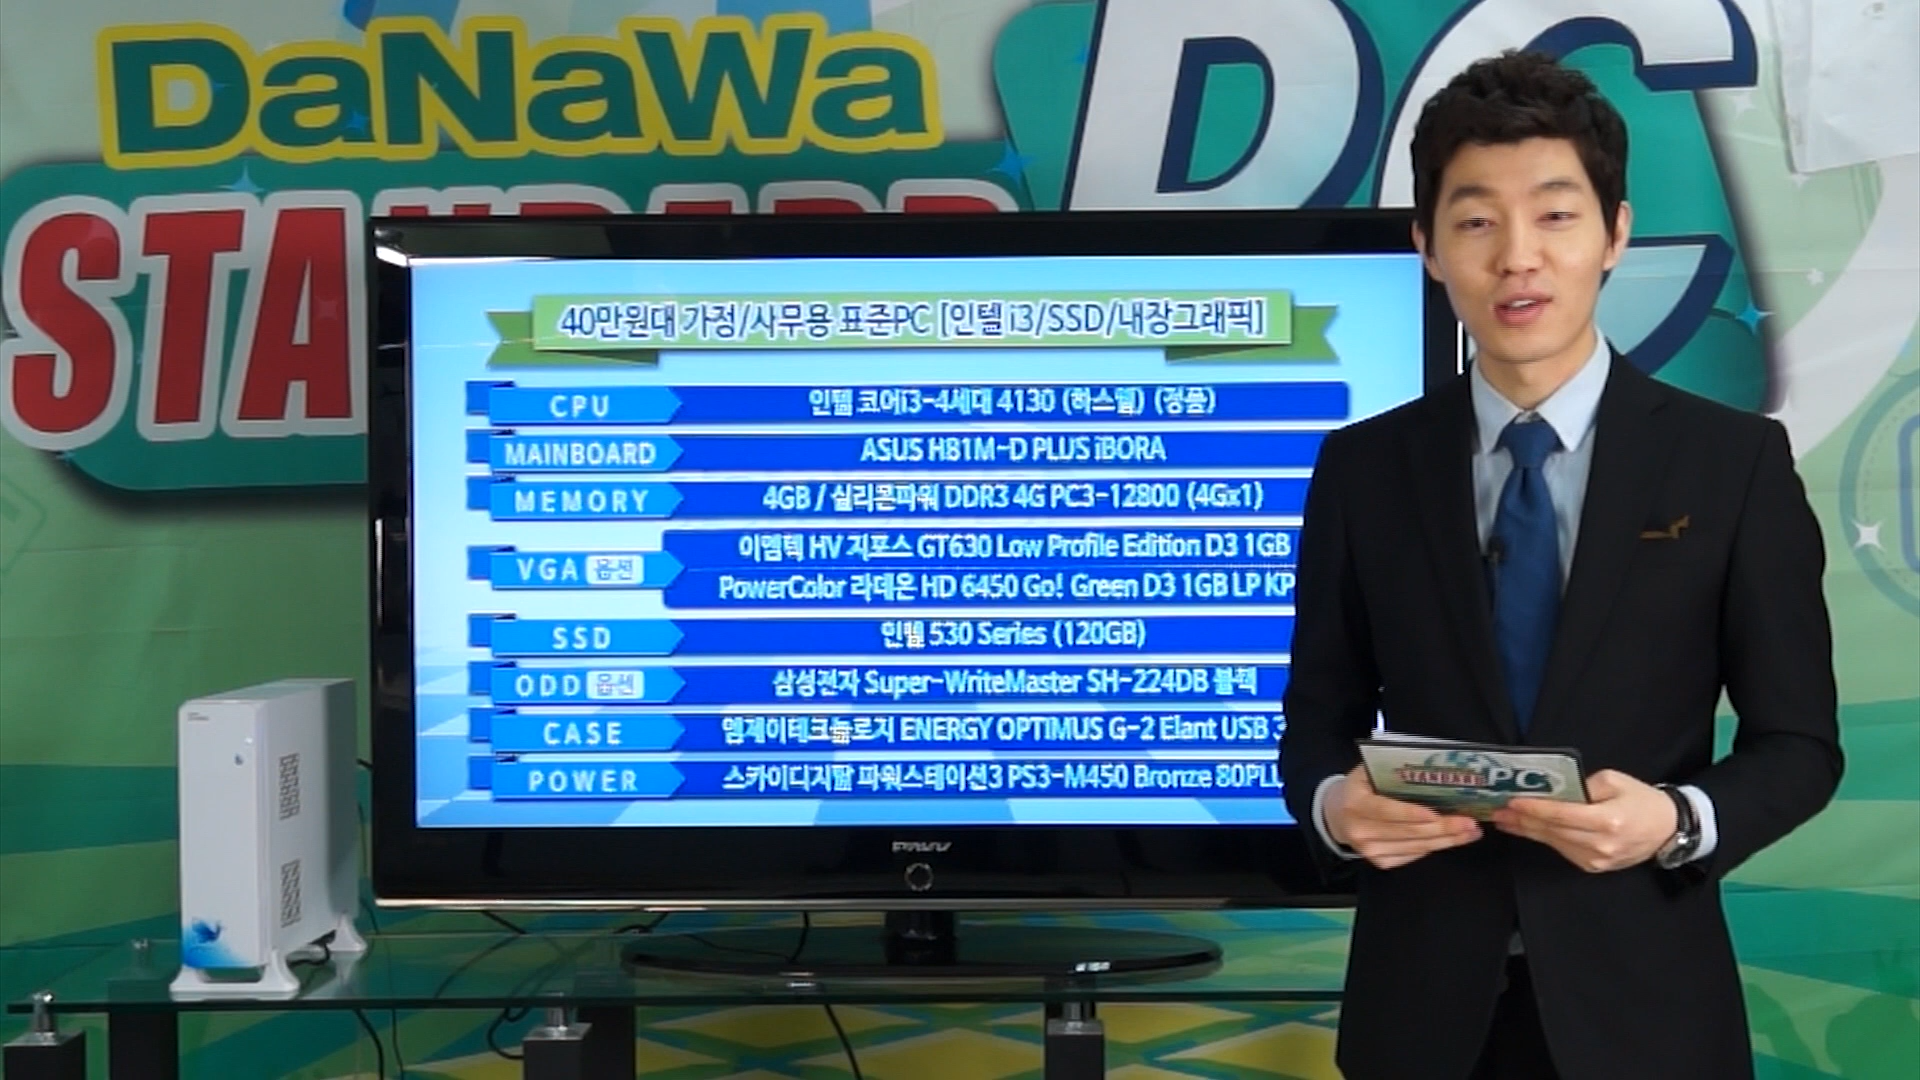 DaNaWa
STANDARD PC
40만원대 가정/사무용 표준PC [인텔 i3/SSD/내장그래픽]
CPU 인텔 코어i3-4세대 4130 (하스웰) (정품)
MAINBOARD ASUS H81M-D PLUS iBORA
MEMORY 4GB / 실리콘파워 DDR3 4G PC3-12800 (4Gx1)
VGA 옵션 이엠텍 HV 지포스 GT630 Low Profile Edition D3 1GB
PowerColor 라데온 HD 6450 Go! Green D3 1GB LP KP
SSD 인텔 530 Series (120GB)
ODD 옵션 삼성전자 Super-WriteMaster SH-224DB 블랙
CASE 엠제이테크놀로지 ENERGY OPTIMUS G-2 Elant USB 3
POWER 스카이디지탈 파워스테이션3 PS3-M450 Bronze 80PLU
STANDARD PC